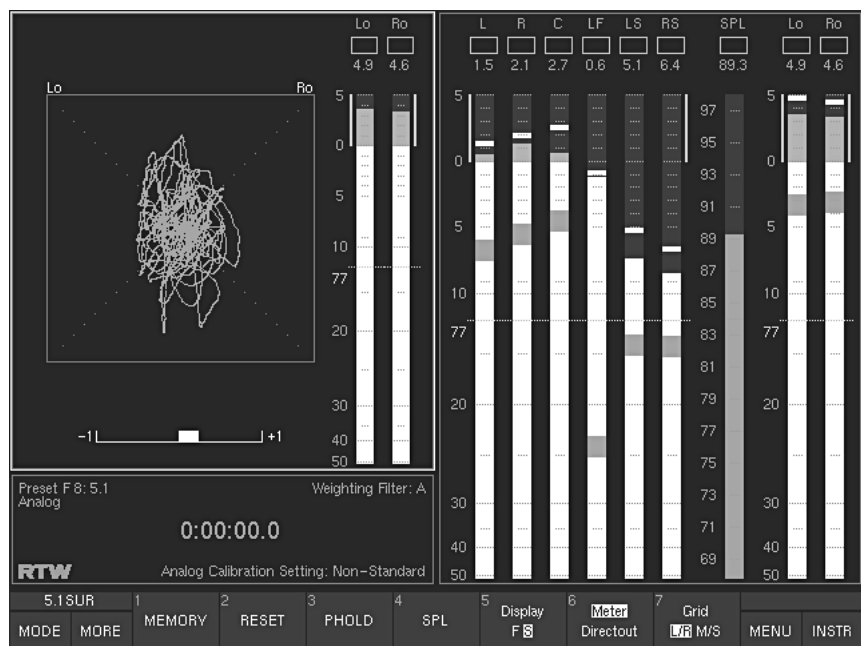 Lo Ro
4.9 4.6
Lo Ro
5
0
5
10
77
20
30
40
50
-1 +1
Preset F 8: 5.1 Weighting Filter: A
Analog
0:00:00.0
RTW Analog Calibration Setting: Non-Standard
L R C LF LS RS SPL Lo Ro
1.5 2.1 2.7 0.6 5.1 6.4 89.3 4.9 4.6
5
0
5
10
77
20
30
40
50
97
95
93
91
89
87
85
83
81
79
77
75
73
71
69
5
0
5
10
77
20
30
40
50
5.1SUR
MODE MORE
1 MEMORY
2 RESET
3 PHOLD
4 SPL
5 Display
F S
6 Meter
Directout
7 Grid
L/R M/S
MENU INSTR